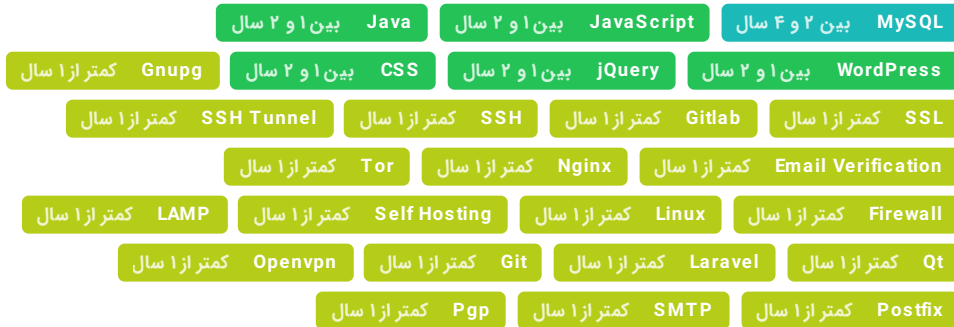 MySQL بین ۲ و ۴ سال JavaScript بین ۱ و ۲ سال Java بین ۱ و ۲ سال
WordPress بین ۱ و ۲ سال jQuery بین ۱ و ۲ سال CSS بین ۱ و ۲ سال Gnupg کمتر از ۱ سال
SSL کمتر از ۱ سال Gitlab کمتر از ۱ سال SSH کمتر از ۱ سال SSH Tunnel کمتر از ۱ سال
Email Verification کمتر از ۱ سال Nginx کمتر از ۱ سال Tor کمتر از ۱ سال
Firewall کمتر از ۱ سال Linux کمتر از ۱ سال Self Hosting کمتر از ۱ سال LAMP کمتر از ۱ سال
Qt کمتر از ۱ سال Laravel کمتر از ۱ سال Git کمتر از ۱ سال Openvpn کمتر از ۱ سال
Postfix کمتر از ۱ سال SMTP کمتر از ۱ سال Pgp کمتر از ۱ سال